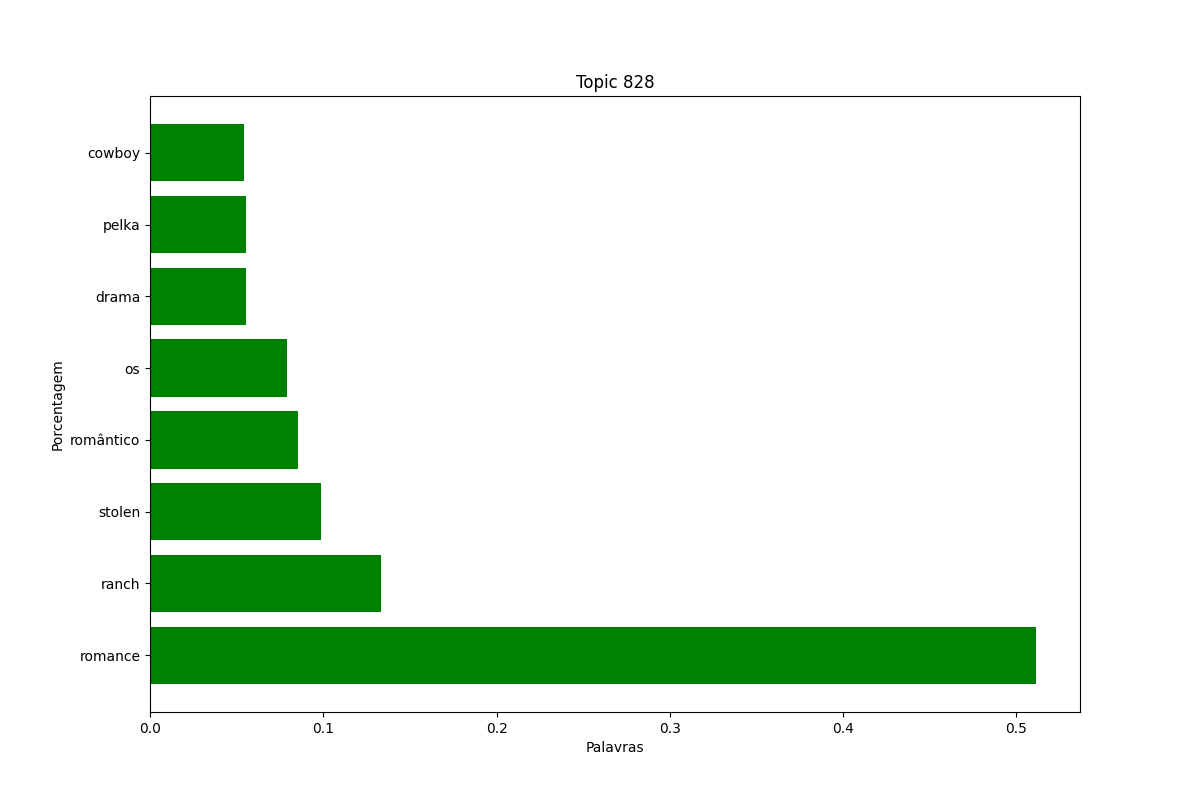 Topic 828
cowboy
pelka
drama
os
romântico
stolen
ranch
romance
Porcentagem
0.0 0.1 0.2 0.3 0.4 0.5
Palavras